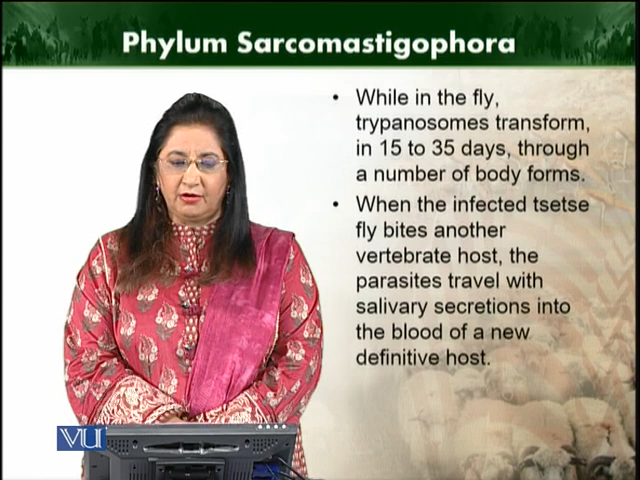 Phylum Sarcomastigophora
• While in the fly,
trypanosomes transform,
in 15 to 35 days, through
a number of body forms.
• When the infected tsetse
fly bites another
vertebrate host, the
parasites travel with
salivary secretions into
the blood of a new
definitive host.
VU